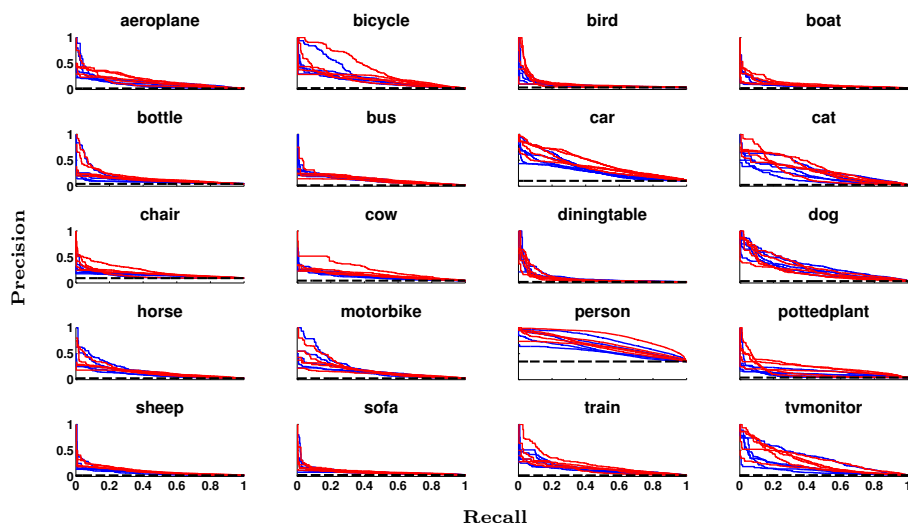 aeroplane bicycle bird boat
1
0.5
0
bottle bus car cat
1
0.5
0
chair cow diningtable dog
1
0.5
0
horse motorbike person pottedplant
1
0.5
0
sheep sofa train tvmonitor
1
0.5
0
0 0.2 0.4 0.6 0.8 1 0 0.2 0.4 0.6 0.8 1 0 0.2 0.4 0.6 0.8 1 0 0.2 0.4 0.6 0.8 1
Precision
Recall